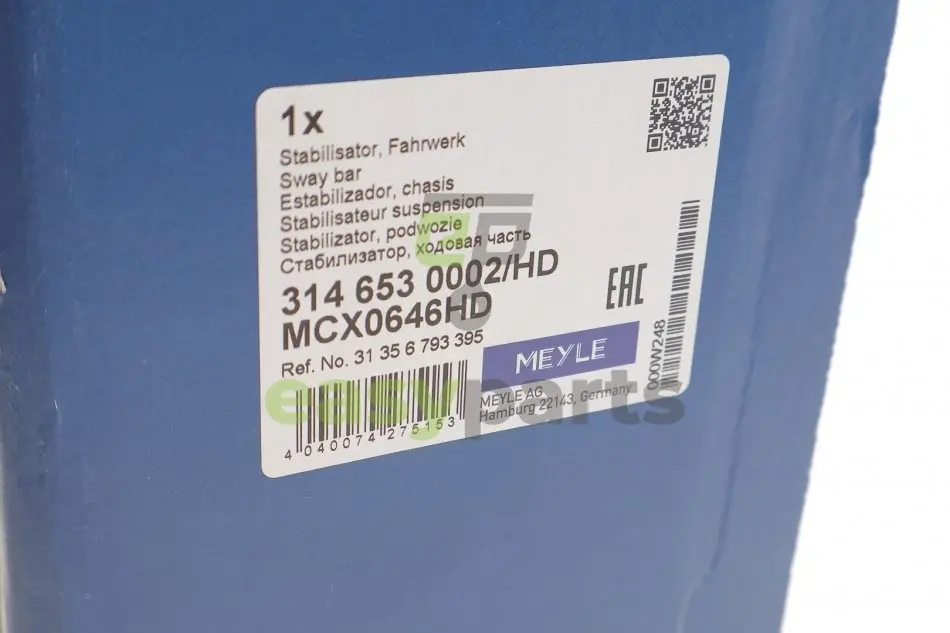 1x
Stabilisator, Fahrwerk
Sway bar
Estabilizador, chasis
Stabilisateur suspension
Stabilizator, podwozie
Стабилизатор, ходовая часть
314 653 0002/HD
MCX0646HD
Ref. No. 31 35 6 793 395
EAC
MEYLE
MEYLE AG
Hamburg 22143, Germany
4 040074 275153
000W248
easyparts